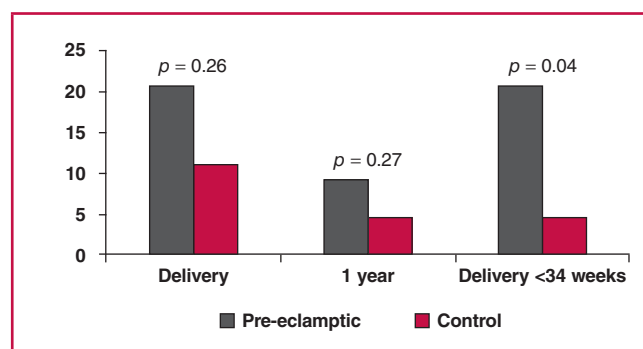 25
20
15
10
5
0
p = 0.26
p = 0.27
p = 0.04
Delivery
1 year
Delivery <34 weeks
Pre-eclamptic
Control